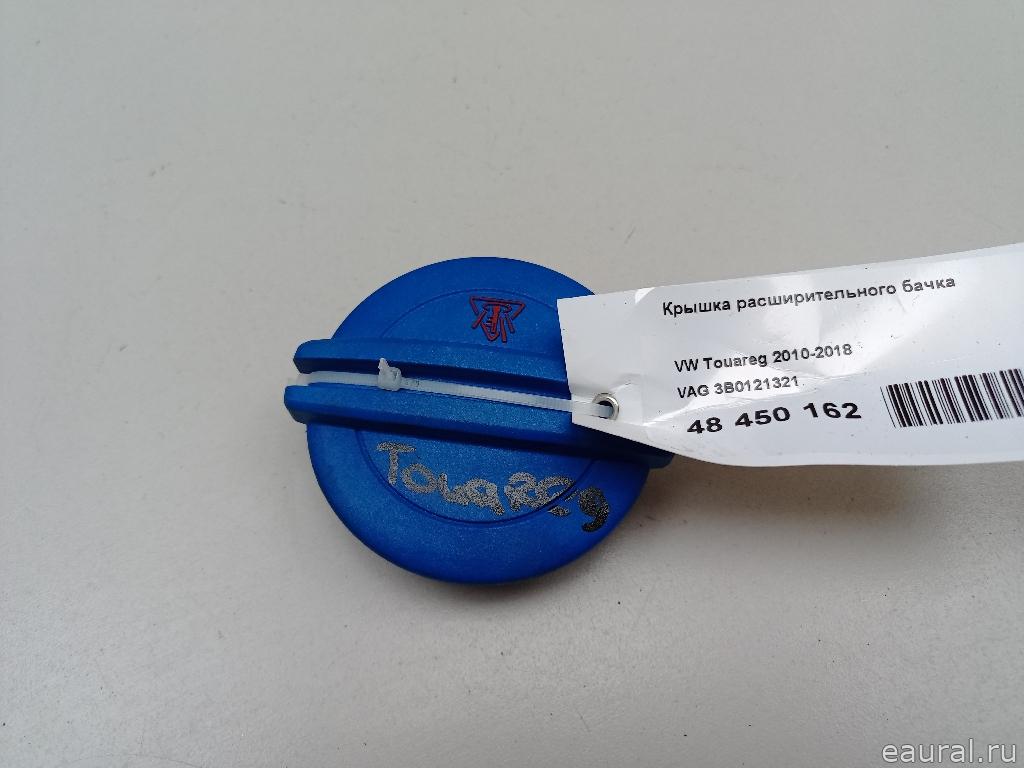 Крышка расширительного бачка
VW Touareg 2010-2018
VAG 3B0121321
48 450 162
Touareg
eaural.ru